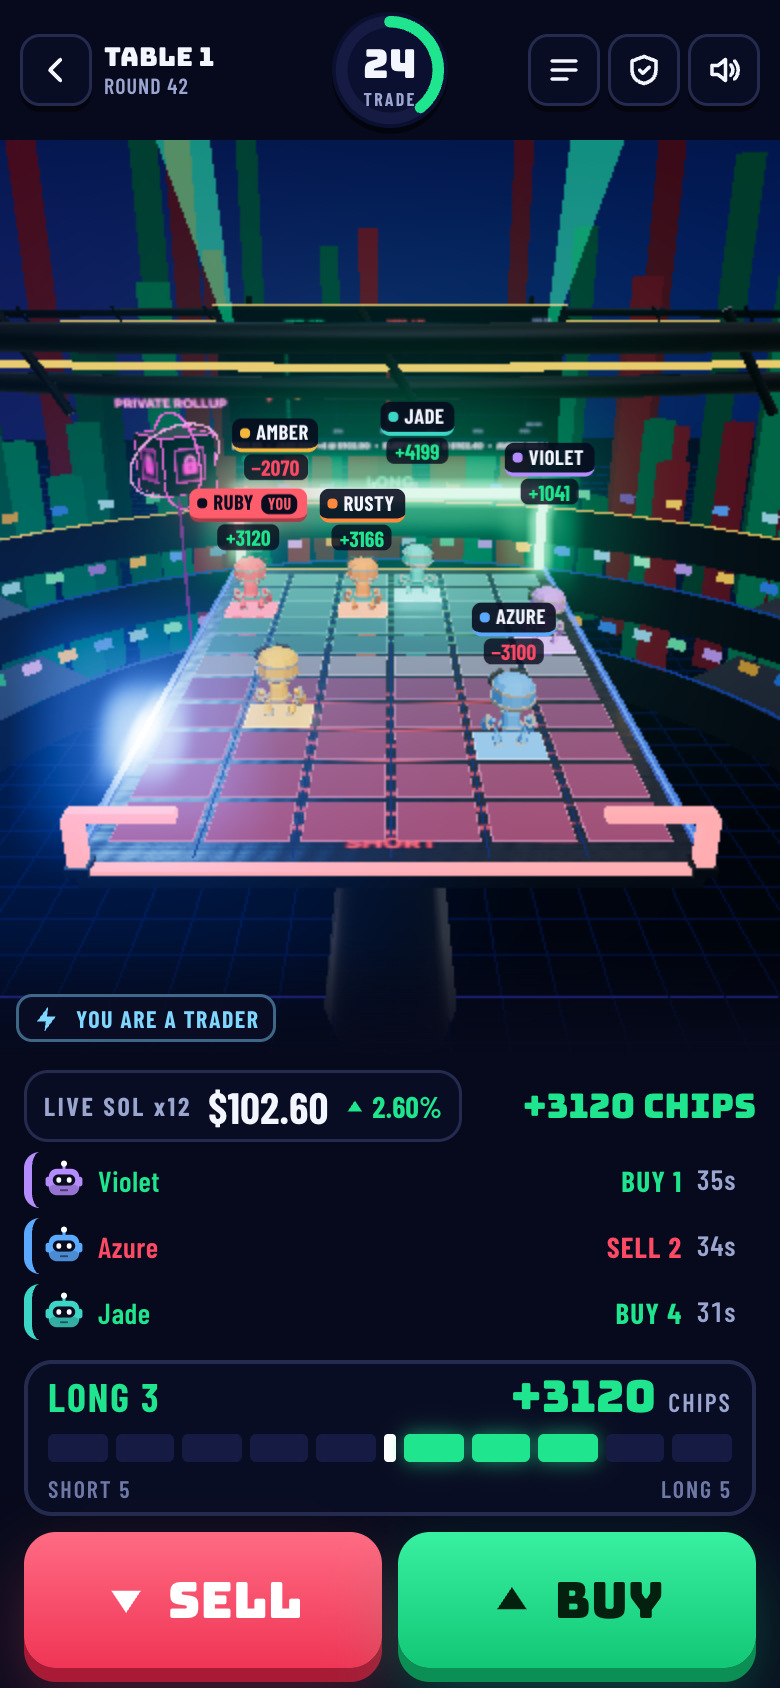 TABLE 1
ROUND 42
24
TRADE
PRIVATE ROLLUP
JADE
+4199
AMBER
−2070
VIOLET
+1041
RUBY YOU
+3120
RUSTY
+3166
LONG
AZURE
−3100
SHORT
YOU ARE A TRADER
LIVE SOL x12 $102.60 ▲ 2.60%
+3120 CHIPS
Violet BUY 1 35s
Azure SELL 2 34s
Jade BUY 4 31s
LONG 3 +3120 CHIPS
SHORT 5 LONG 5
▼ SELL
▲ BUY